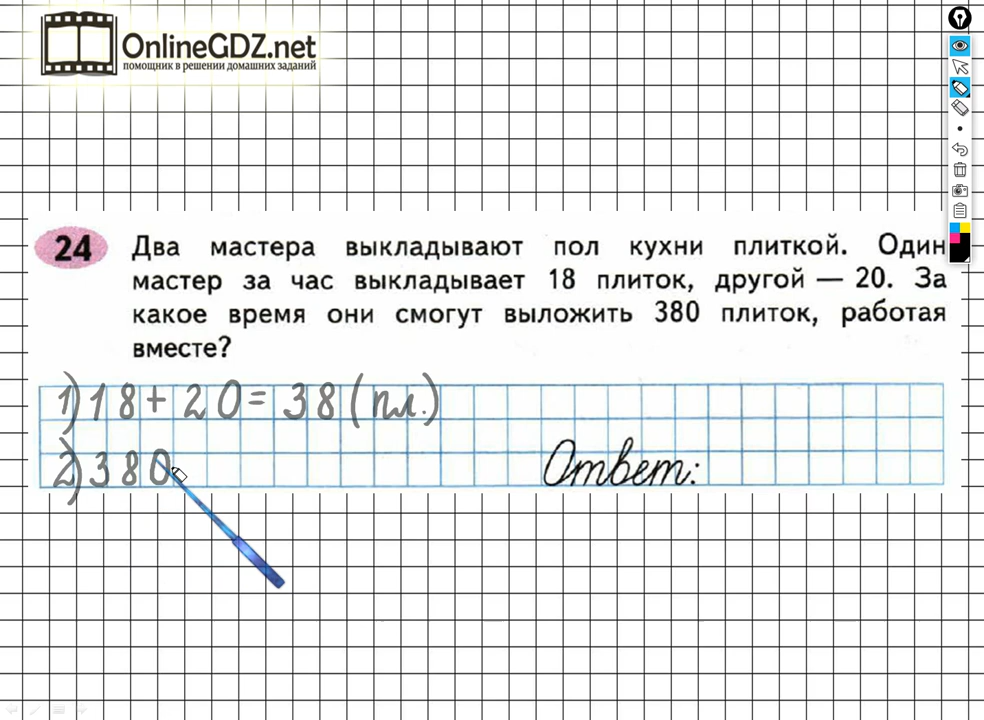 OnlineGDZ.net
помощник в решении домашних заданий
24 Два мастера выкладывают пол кухни плиткой. Один
мастер за час выкладывает 18 плиток, другой — 20. За
какое время они смогут выложить 380 плиток, работая
вместе?
1) 18 + 20 = 38 (пл.)
2) 380
Ответ: